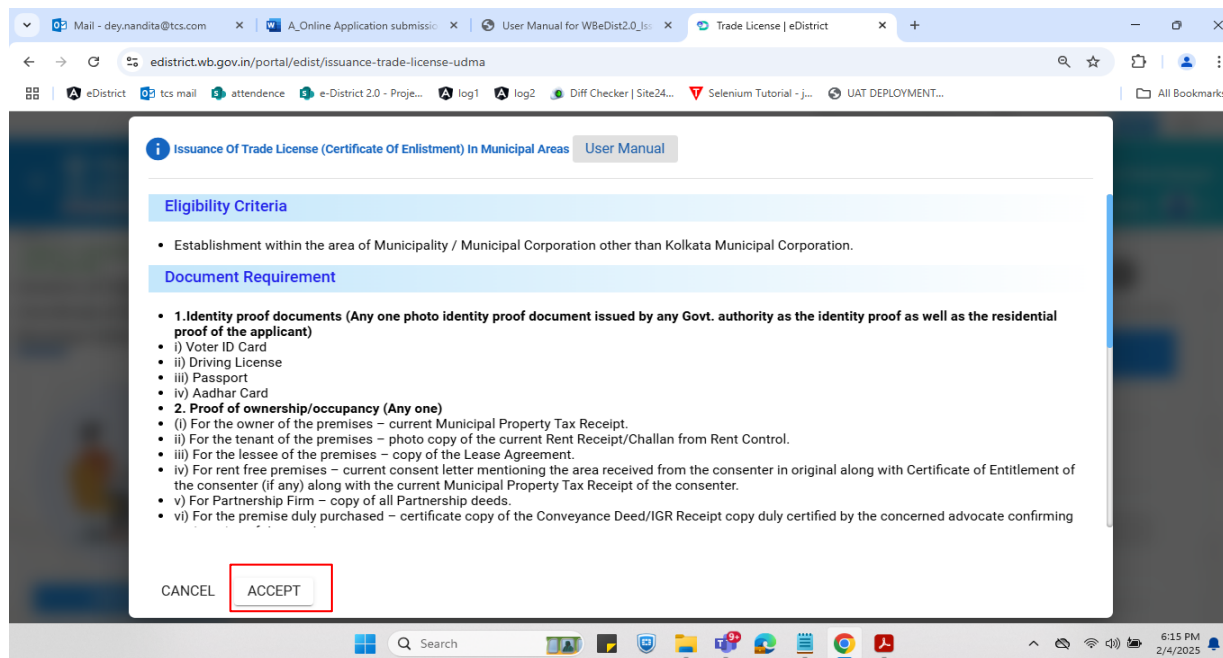 Mail - dey.nandita@tcs.com
A_Online Application submissio
User Manual for WBeDist2.0_Iss
Trade License | eDistrict
edistrict.wb.gov.in/portal/edist/issuance-trade-license-udma
eDistrict
tcs mail
attendence
e-District 2.0 - Proje...
log1
log2
Diff Checker | Site24...
Selenium Tutorial - j...
UAT DEPLOYMENT...
All Bookmarks
Issuance Of Trade License (Certificate Of Enlistment) In Municipal Areas User Manual
Eligibility Criteria
• Establishment within the area of Municipality / Municipal Corporation other than Kolkata Municipal Corporation.
Document Requirement
• 1.Identity proof documents (Any one photo identity proof document issued by any Govt. authority as the identity proof as well as the residential
proof of the applicant)
• i) Voter ID Card
• ii) Driving License
• iii) Passport
• iv) Aadhar Card
• 2. Proof of ownership/occupancy (Any one)
• (i) For the owner of the premises – current Municipal Property Tax Receipt.
• ii) For the tenant of the premises – photo copy of the current Rent Receipt/Challan from Rent Control.
• iii) For the lessee of the premises – copy of the Lease Agreement.
• iv) For rent free premises – current consent letter mentioning the area received from the consenter in original along with Certificate of Entitlement of
the consenter (if any) along with the current Municipal Property Tax Receipt of the consenter.
• v) For Partnership Firm – copy of all Partnership deeds.
• vi) For the premise duly purchased – certificate copy of the Conveyance Deed/IGR Receipt copy duly certified by the concerned advocate confirming
CANCEL
ACCEPT
Search
6:15 PM
2/4/2025